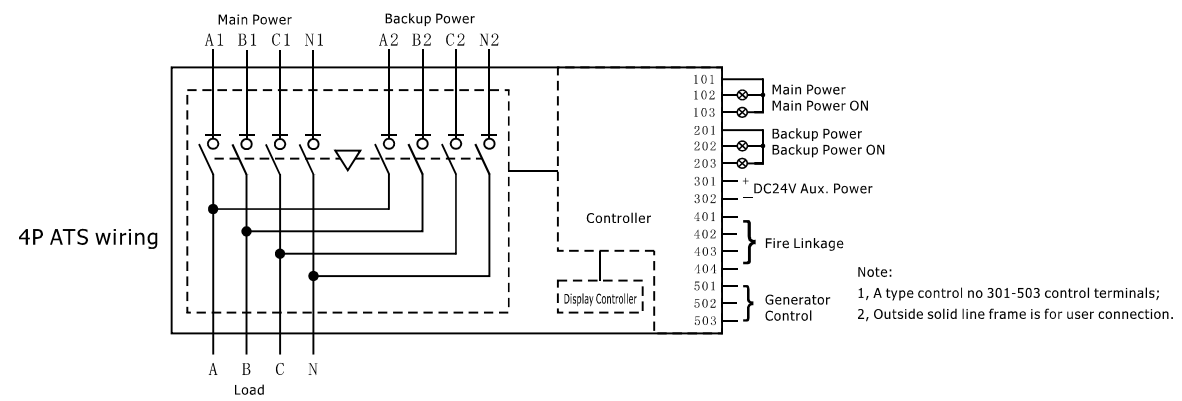 Main Power
Backup Power
A1 B1 C1 N1
A2 B2 C2 N2
101
102
103
201
202
203
301
302
401
402
403
404
501
502
503
Main Power
Main Power ON
Backup Power
Backup Power ON
+
—
DC24V Aux. Power
Fire Linkage
Generator
Control
Controller
Display Controller
4P ATS wiring
Note:
1, A type control no 301-503 control terminals;
2, Outside solid line frame is for user connection.
A B C N
Load